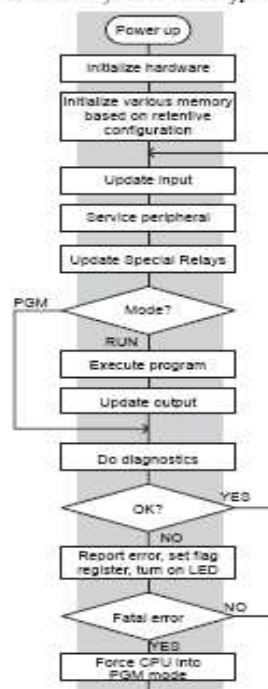 Power up
Initialize hardware
Initialize various memory
based on retentive
configuration
Update Input
Service peripheral
Update Special Relays
PGM
Mode?
RUN
Execute program
Update output
Do diagnostics
YES
OK?
NO
Report error, set flag
register, turn on LED
NO
Fatal error
YES
Force CPU into
PGM mode